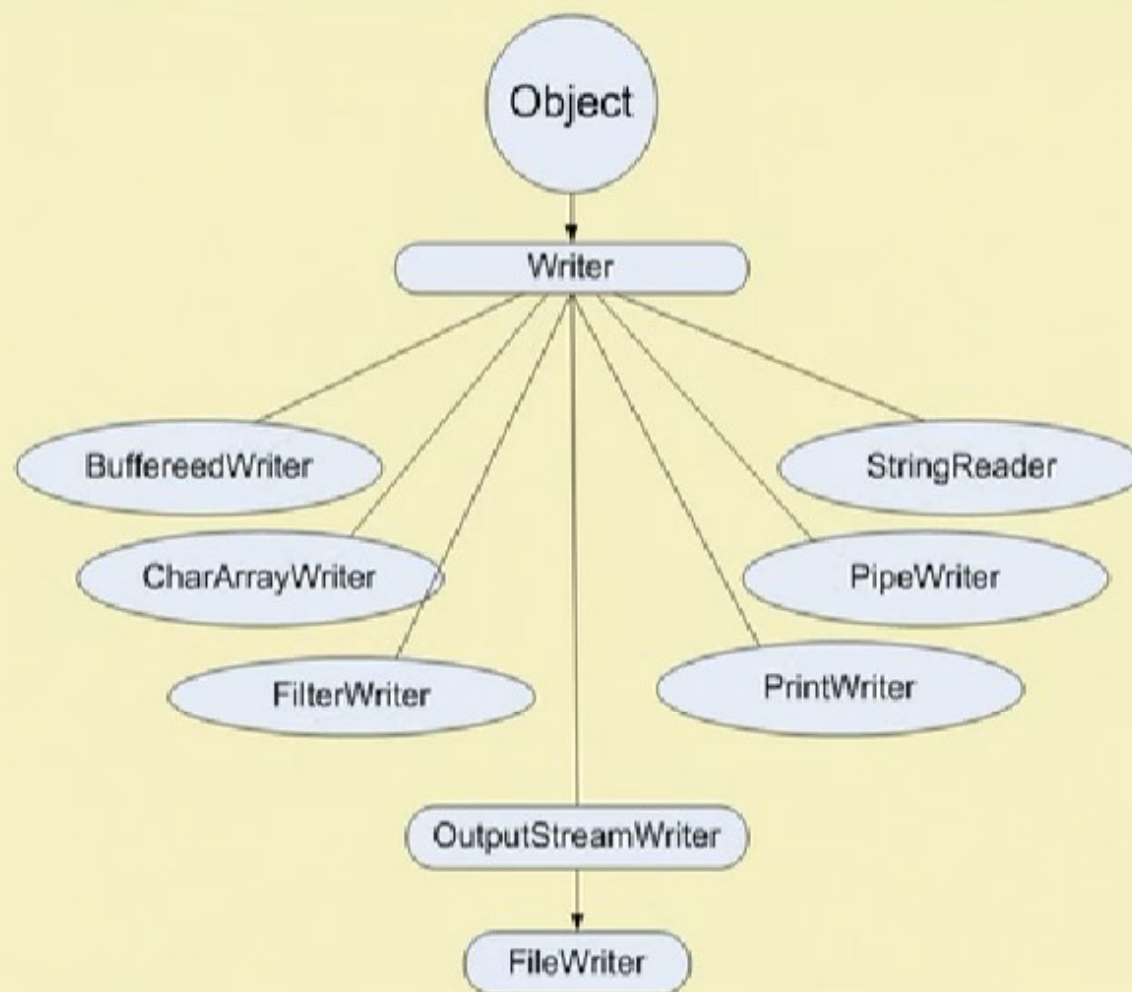 Object
Writer
BuffereedWriter
StringReader
CharArrayWriter
PipeWriter
FilterWriter
PrintWriter
OutputStreamWriter
FileWriter